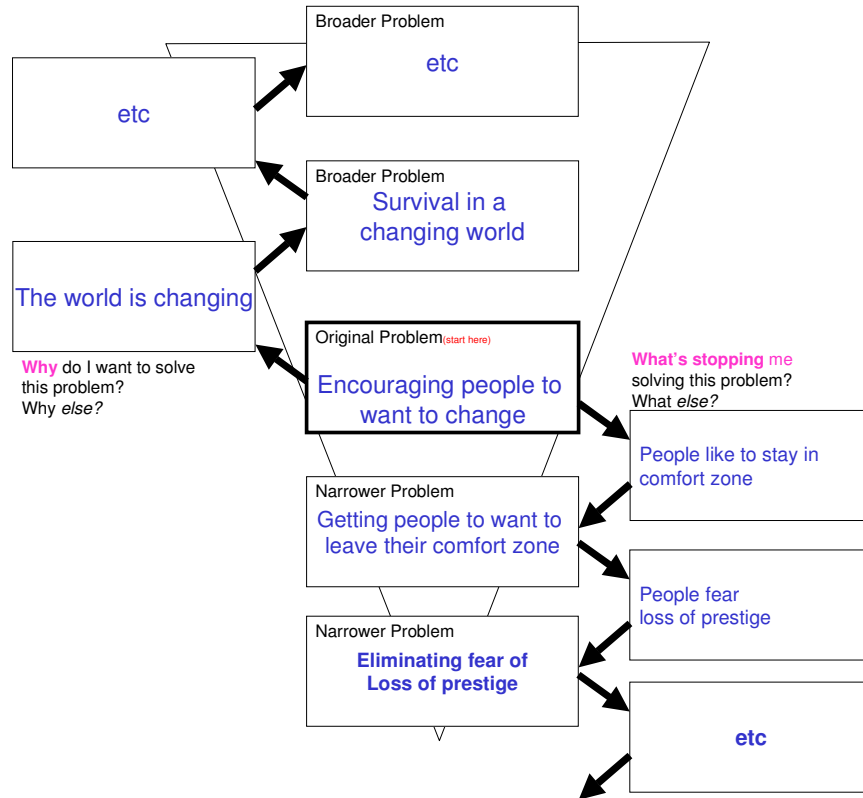 Broader Problem
etc
etc
Broader Problem
Survival in a
changing world
The world is changing
Original Problem(start here)
Encouraging people to
want to change
Why do I want to solve
this problem?
Why else?
What's stopping me
solving this problem?
What else?
People like to stay in
comfort zone
Narrower Problem
Getting people to want to
leave their comfort zone
People fear
loss of prestige
Narrower Problem
Eliminating fear of
Loss of prestige
etc